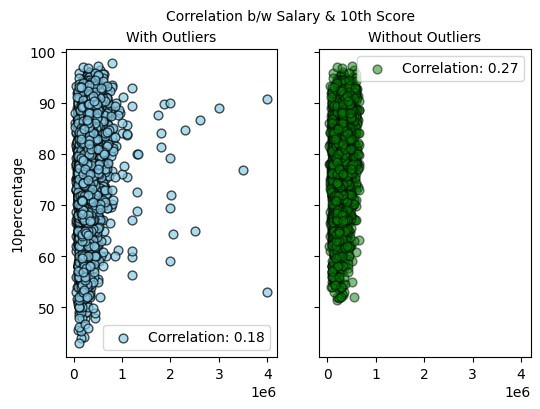 Correlation b/w Salary & 10th Score
With Outliers
Without Outliers
10percentage
100
90
80
70
60
50
Correlation: 0.18
Correlation: 0.27
0 1 2 3 4
1e6
0 1 2 3 4
1e6